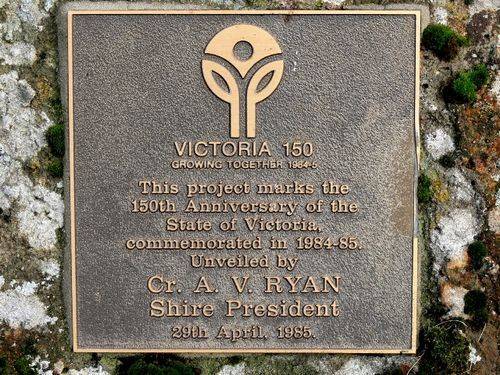 VICTORIA 150
GROWING TOGETHER 1984-5
This project marks the
150th Anniversary of the
State of Victoria,
commemorated in 1984-85.
Unveiled by
Cr. A. V. RYAN
Shire President
29th April, 1985.